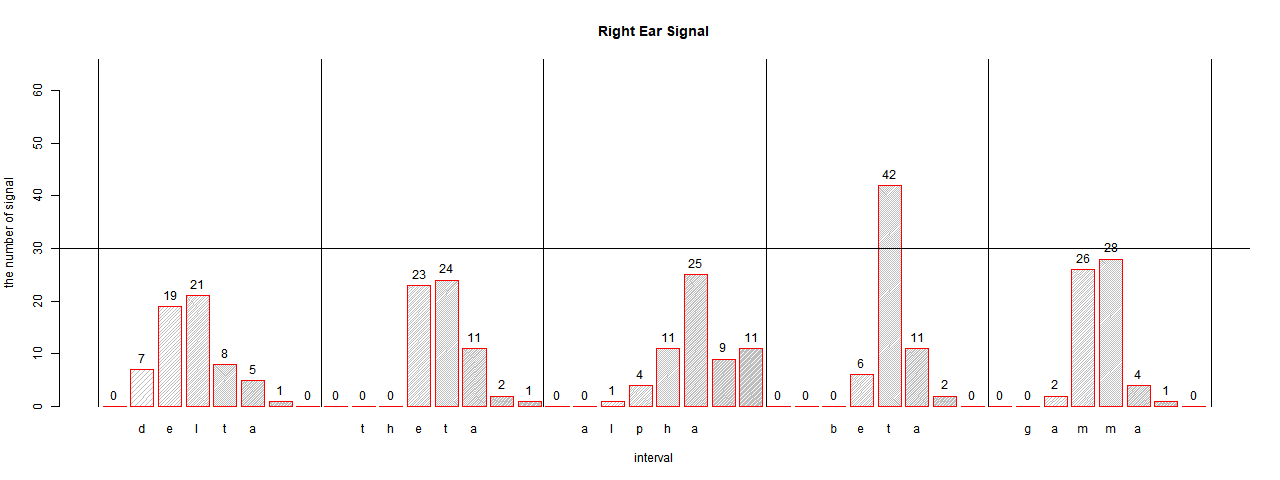 Right Ear Signal
the number of signal
60
50
40
30
20
10
0
0 7 19 21 8 5 1 0
0 0 0 23 24 11 2 1
0 0 1 4 11 25 9 11
0 0 0 6 42 11 2 0
0 0 2 26 28 4 1 0
d e l t a t h e t a a l p h a b e t a g a m m a
interval